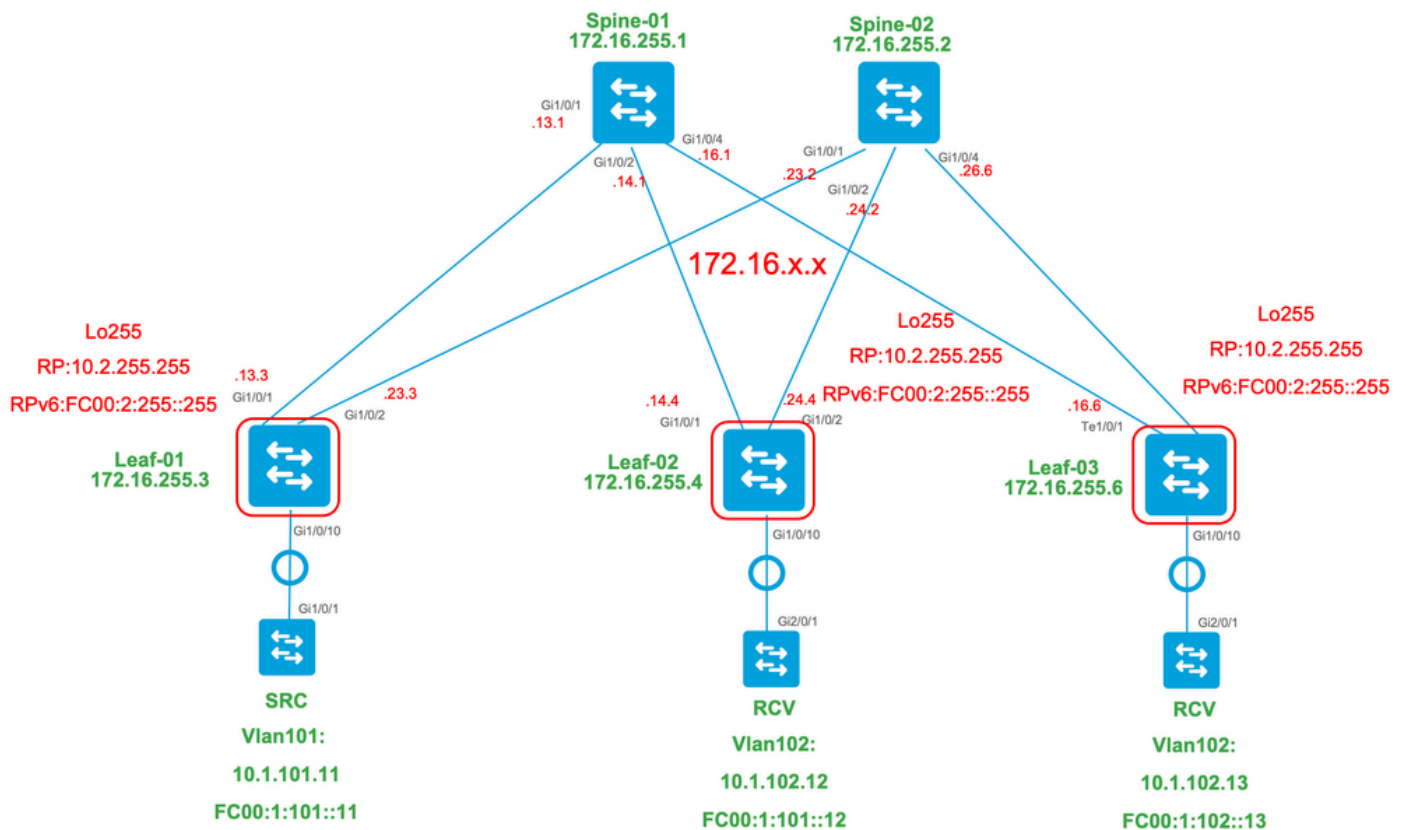 Spine-01
172.16.255.1
Spine-02
172.16.255.2
Gi1/0/1
.13.1
Gi1/0/2
.14.1
Gi1/0/4
.16.1
Gi1/0/1
.23.2
Gi1/0/2
.24.2
Gi1/0/4
.26.6
172.16.x.x
Lo255
RP:10.2.255.255
RPv6:FC00:2:255::255
.13.3
Gi1/0/1
.23.3
Gi1/0/2
Leaf-01
172.16.255.3
Lo255
RP:10.2.255.255
RPv6:FC00:2:255::255
.14.4
Gi1/0/1
.24.4
Gi1/0/2
Leaf-02
172.16.255.4
Lo255
RP:10.2.255.255
RPv6:FC00:2:255::255
.16.6
Te1/0/1
Leaf-03
172.16.255.6
Gi1/0/10
Gi1/0/1
SRC
Vlan101:
10.1.101.11
FC00:1:101::11
Gi1/0/10
Gi2/0/1
RCV
Vlan102:
10.1.102.12
FC00:1:101::12
Gi1/0/10
Gi2/0/1
RCV
Vlan102:
10.1.102.13
FC00:1:102::13